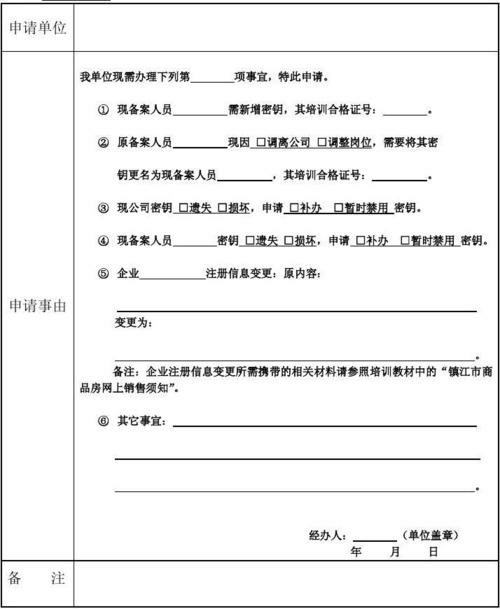 申请单位
我单位现需办理下列第________项事宜，特此申请。
① 现备案人员__________需新增密钥，其培训合格证号：________。
② 原备案人员__________现因 □调离公司 □调整岗位，需要将其密
钥更名为现备案人员__________，其培训合格证号：__________。
③ 现公司密钥 □遗失 □损坏，申请 □补办 □暂时禁用 密钥。
④ 现备案人员________密钥 □遗失 □损坏，申请 □补办 □暂时禁用 密钥。
⑤ 企业____________注册信息变更：原内容：
申请事由
变更为：
。
备注：企业注册信息变更所需携带的相关材料请参照培训教材中的“镇江市商
品房网上销售须知”。
⑥ 其它事宜：
。
经办人：________（单位盖章）
年 月 日
备 注